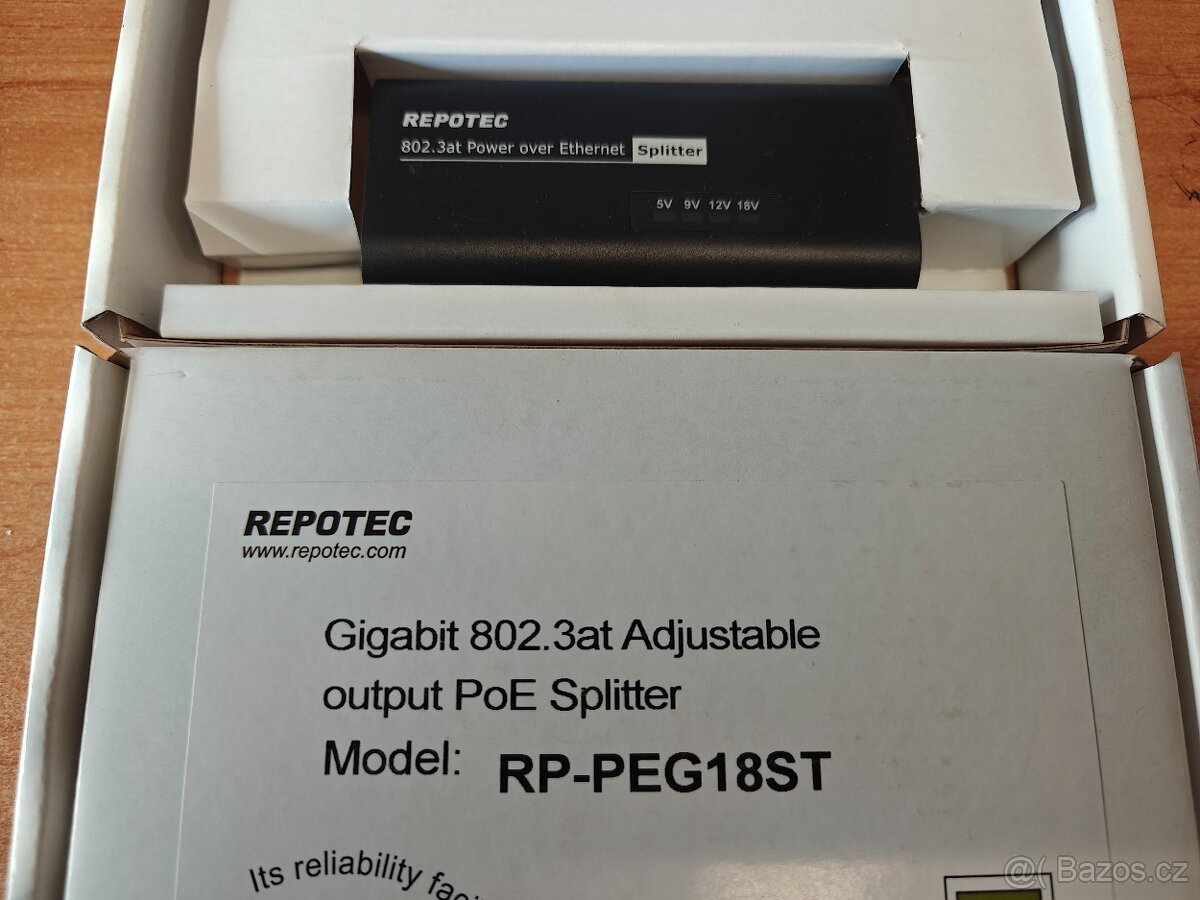 REPOTEC
802.3at Power over Ethernet Splitter
5V 9V 12V 18V
REPOTEC
www.repotec.com
Gigabit 802.3at Adjustable
output PoE Splitter
Model: RP-PEG18ST
Its reliability
Bazos.cz